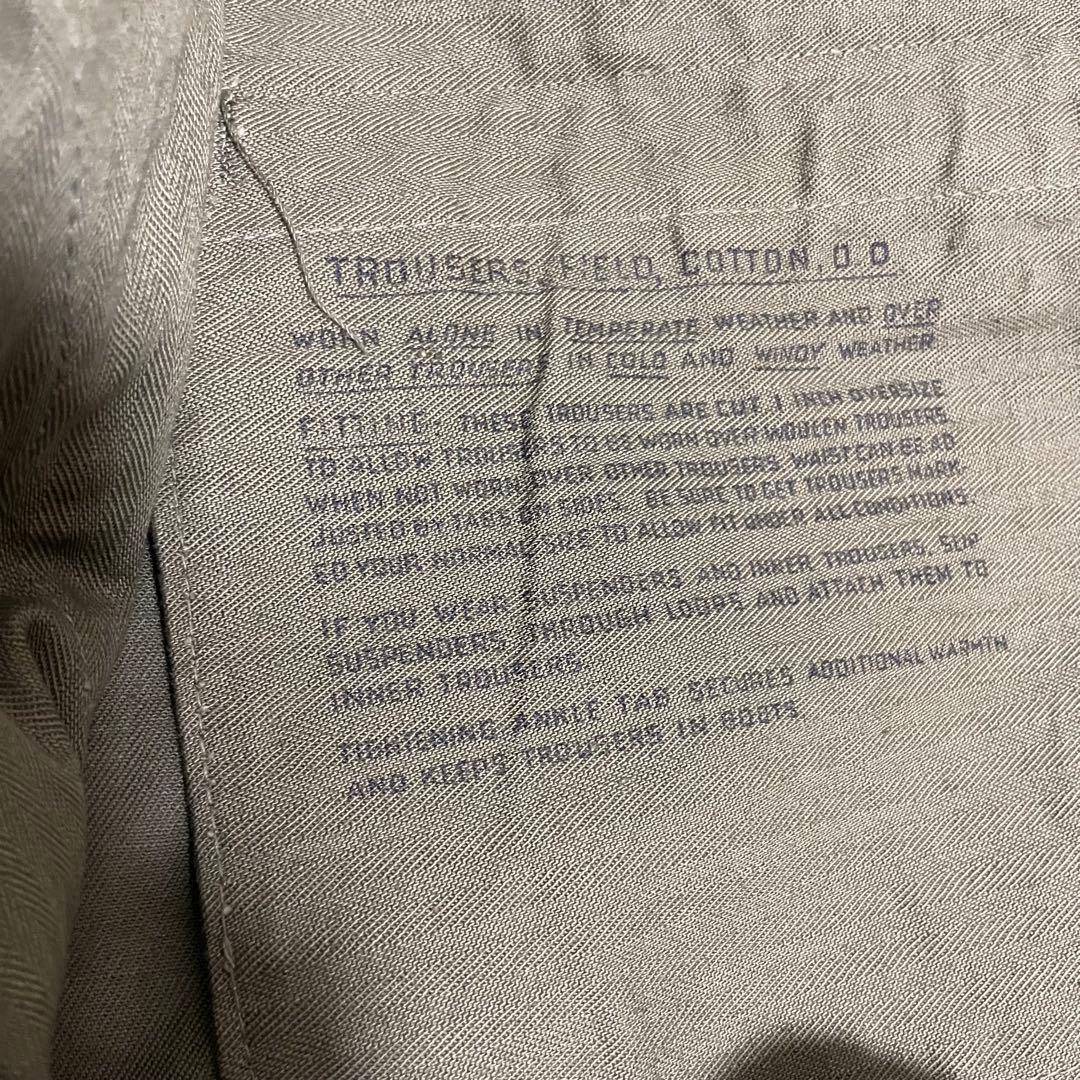 TROUSERS, FIELD, COTTON, O D
WORN ALONE IN TEMPERATE WEATHER AND OVER
OTHER TROUSERS IN COLD AND WINDY WEATHER
FITTING: THESE TROUSERS ARE CUT 1 INCH OVERSIZE
TO ALLOW TROUSERS TO BE WORN OVER WOOLEN TROUSERS.
WHEN NOT WORN OVER OTHER TROUSERS WAIST CAN BE AD-
JUSTED BY TABS ON SIDES. BE SURE TO GET TROUSERS MARK-
ED YOUR NORMAL SIZE TO ALLOW FIT UNDER ALL CONDITIONS.
IF YOU WEAR SUSPENDERS AND INNER TROUSERS, SLIP
SUSPENDERS THROUGH LOOPS AND ATTACH THEM TO
INNER TROUSERS.
TIGHTENING ANKLE TAB SECURES ADDITIONAL WARMTH
AND KEEPS TROUSERS IN BOOTS.